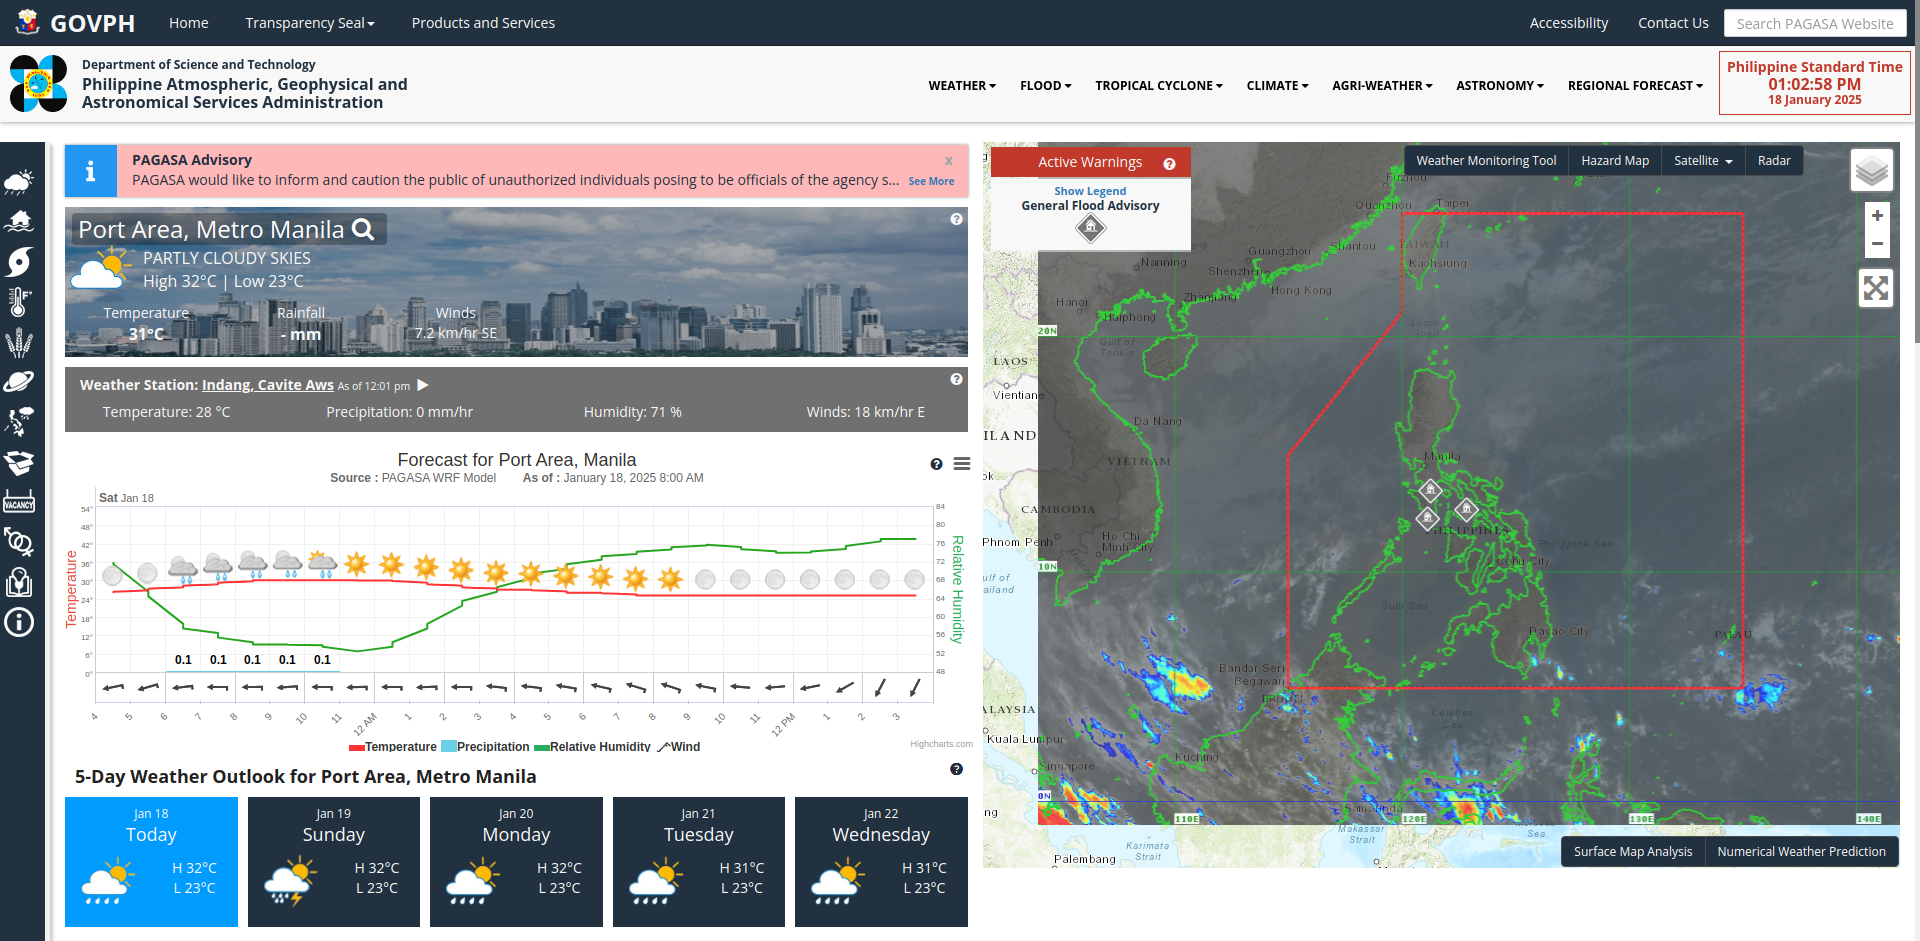 GOVPH
Home
Transparency Seal
Products and Services
Accessibility
Contact Us
Search PAGASA Website
Department of Science and Technology
Philippine Atmospheric, Geophysical and
Astronomical Services Administration
WEATHER
FLOOD
TROPICAL CYCLONE
CLIMATE
AGRI-WEATHER
ASTRONOMY
REGIONAL FORECAST
Philippine Standard Time
01:02:58 PM
18 January 2025
VACANCY
PAGASA Advisory
x
PAGASA would like to inform and caution the public of unauthorized individuals posing to be officials of the agency s...
See More
Port Area, Metro Manila
PARTLY CLOUDY SKIES
High 32°C | Low 23°C
Temperature
31°C
Rainfall
- mm
Winds
7.2 km/hr SE
Weather Station: Indang, Cavite Aws As of 12:01 pm
Temperature: 28 °C
Precipitation: 0 mm/hr
Humidity: 71 %
Winds: 18 km/hr E
Forecast for Port Area, Manila
Source : PAGASA WRF Model As of : January 18, 2025 8:00 AM
Sat Jan 18
Temperature
54°
48°
42°
36°
30°
24°
18°
12°
6°
0°
84
80
76
72
68
64
60
56
52
48
Relative Humidity
0.1 0.1 0.1 0.1 0.1
4 5 6 7 8 9 10 11 12 AM 1 2 3 4 5 6 7 8 9 10 11 12 PM 1 2 3
Temperature Precipitation Relative Humidity Wind
Highcharts.com
5-Day Weather Outlook for Port Area, Metro Manila
Jan 18
Today
H 32°C
L 23°C
Jan 19
Sunday
H 32°C
L 23°C
Jan 20
Monday
H 32°C
L 23°C
Jan 21
Tuesday
H 31°C
L 23°C
Jan 22
Wednesday
H 31°C
L 23°C
Active Warnings
Show Legend
General Flood Advisory
Weather Monitoring Tool
Hazard Map
Satellite
Radar
+
−
Fuzhou
Quanzhou
Taipei
TAIWAN
Shantou
Guangzhou
Kaohsiung
Nanning
Shenzhen
Hong Kong
Zhanjiang
Hanoi
Haiphong
20N
Luzon
Strait
Gulf of
Tonkin
LAOS
Vientiane
Da Nang
ILAND
VIETNAM
Manila
ok
CAMBODIA
Phnom Penh
Ho Chi
Minh City
PHILIPPINES
Philippine Sea
Cebu City
10N
ulf of
ailand
Sulu Sea
Davao City
PALAU
Bandar Seri
Begawan
BRUNEI
ALAYSIA
Celebes
Sea
Kuala Lumpur
Kuching
Singapore
0N
Samarinda
ng
110E
120E
130E
140E
Makassar
Strait
Sea
Karimata
Strait
Palembang
Surface Map Analysis
Numerical Weather Prediction